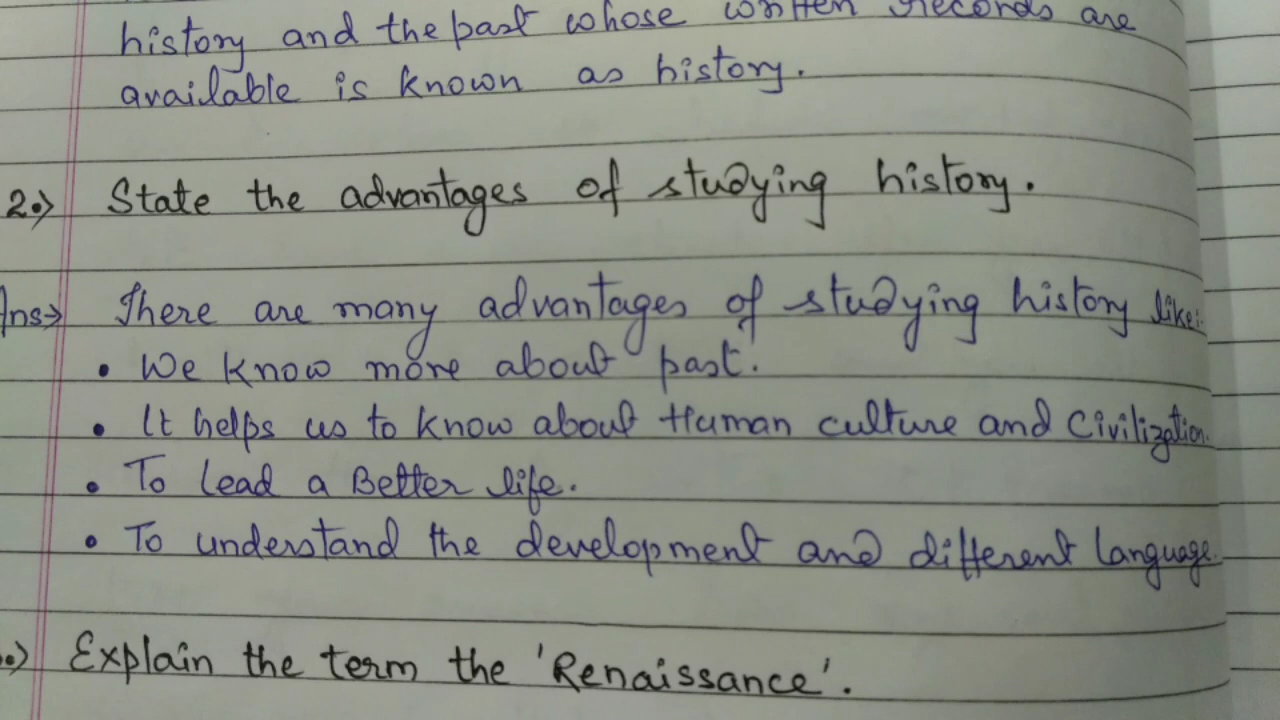 history and the past whose written records are
available is known as history.
2.) State the advantages of studying history.
Ans→ There are many advantages of studying history like:-
• We know more about past.
• It helps us to know about Human culture and Civilization.
• To lead a Better life.
• To understand the development and different language.
.) Explain the term the 'Renaissance'.